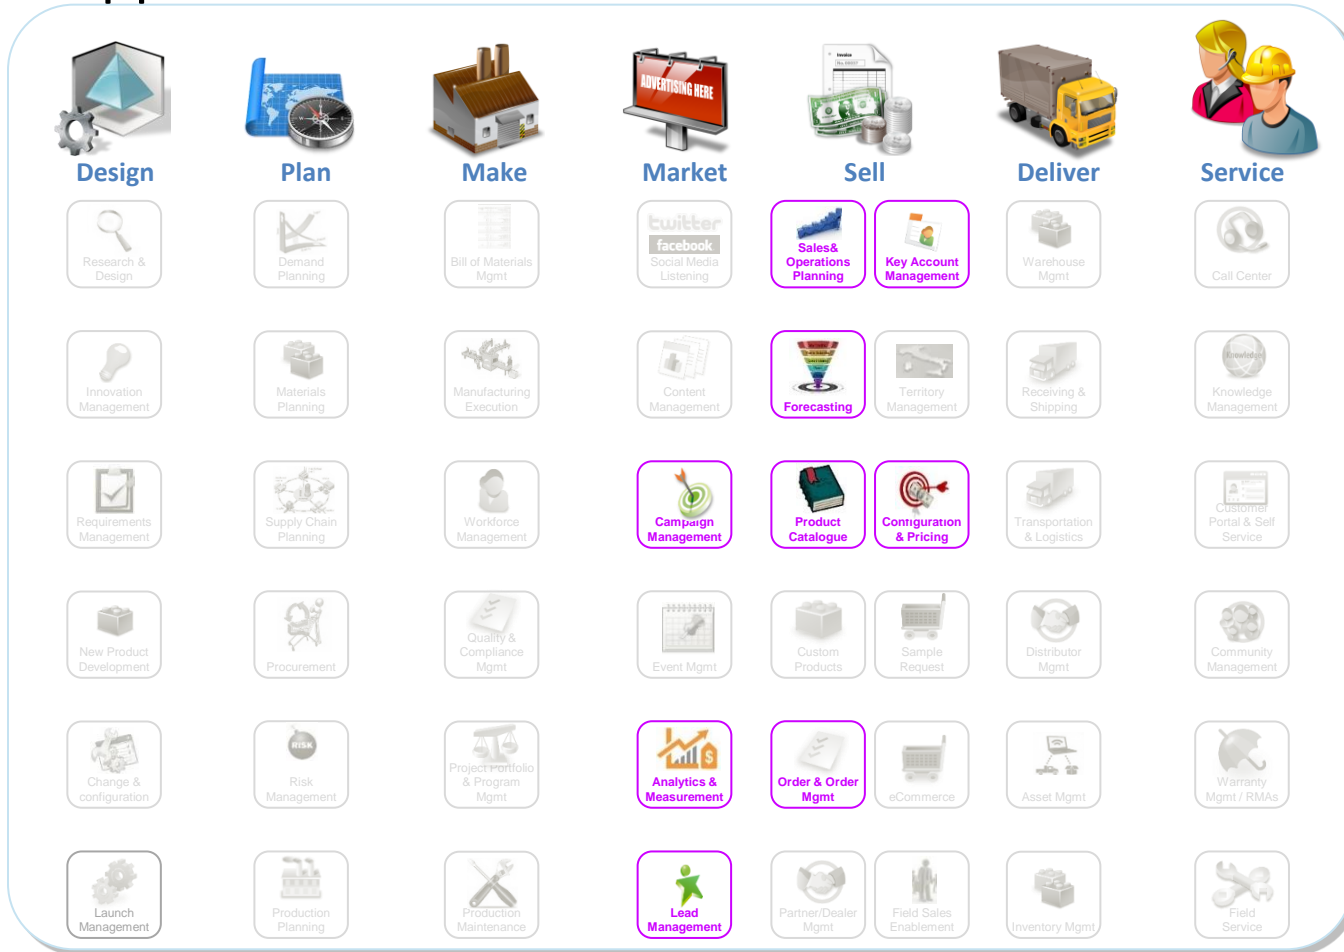 ADVERTISING HERE
Invoice
Design
Plan
Make
Market
Sell
Deliver
Service
Research &
Design
Demand
Planning
Bill of Materials
Mgmt
twitter
facebook
Social Media
Listening
Sales&
Operations
Planning
Key Account
Management
Warehouse
Mgmt
Call Center
Innovation
Management
Materials
Planning
Manufacturing
Execution
Content
Management
Forecasting
Territory
Management
Receiving &
Shipping
Knowledge
Knowledge
Management
Requirements
Management
Supply Chain
Planning
Workforce
Management
Campaign
Management
Product
Catalogue
Configuration
& Pricing
Transportation
& Logistics
Customer
Portal & Self
Service
New Product
Development
Procurement
Quality &
Compliance
Mgmt
Event Mgmt
Custom
Products
Sample
Request
Distributor
Mgmt
Community
Management
Change &
configuration
RISK
Risk
Management
Project Portfolio
& Program
Mgmt
Analytics &
Measurement
Order & Order
Mgmt
eCommerce
Asset Mgmt
Warranty
Mgmt / RMAs
Launch
Management
Production
Planning
Production
Maintenance
Lead
Management
Partner/Dealer
Mgmt
Field Sales
Enablement
Inventory Mgmt
Field
Service